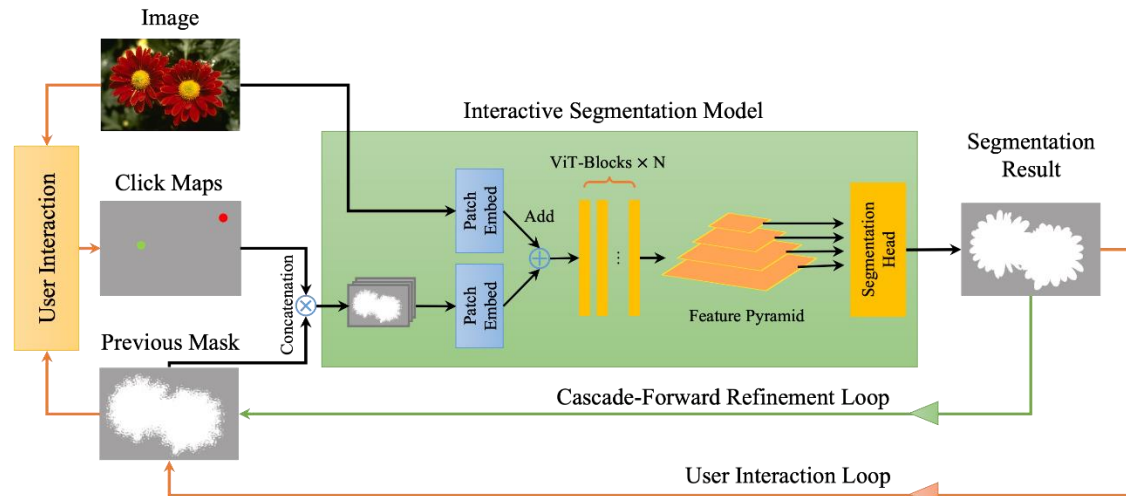 Image
Interactive Segmentation Model
Segmentation
Result
ViT-Blocks × N
User Interaction
Click Maps
Patch
Embed
Add
Concatenation
Patch
Embed
...
Segmentation
Head
Feature Pyramid
Previous Mask
Cascade-Forward Refinement Loop
User Interaction Loop